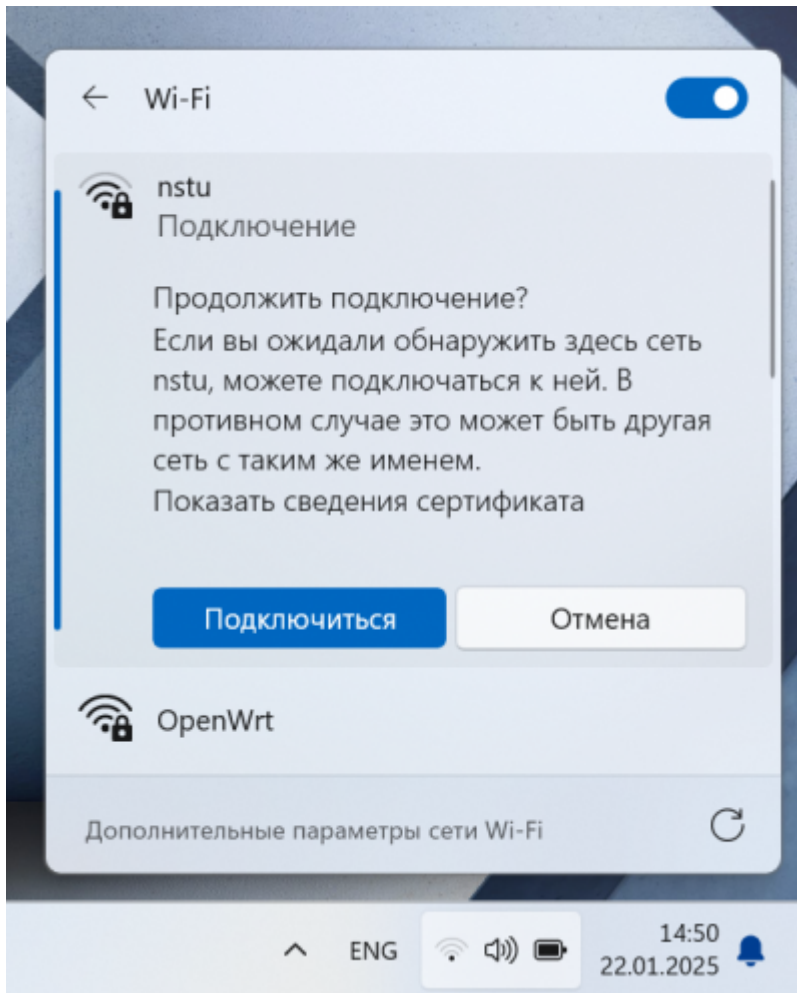 Wi-Fi
nstu
Подключение
Продолжить подключение?
Если вы ожидали обнаружить здесь сеть
nstu, можете подключаться к ней. В
противном случае это может быть другая
сеть с таким же именем.
Показать сведения сертификата
Подключиться
Отмена
OpenWrt
Дополнительные параметры сети Wi-Fi
ENG
14:50
22.01.2025